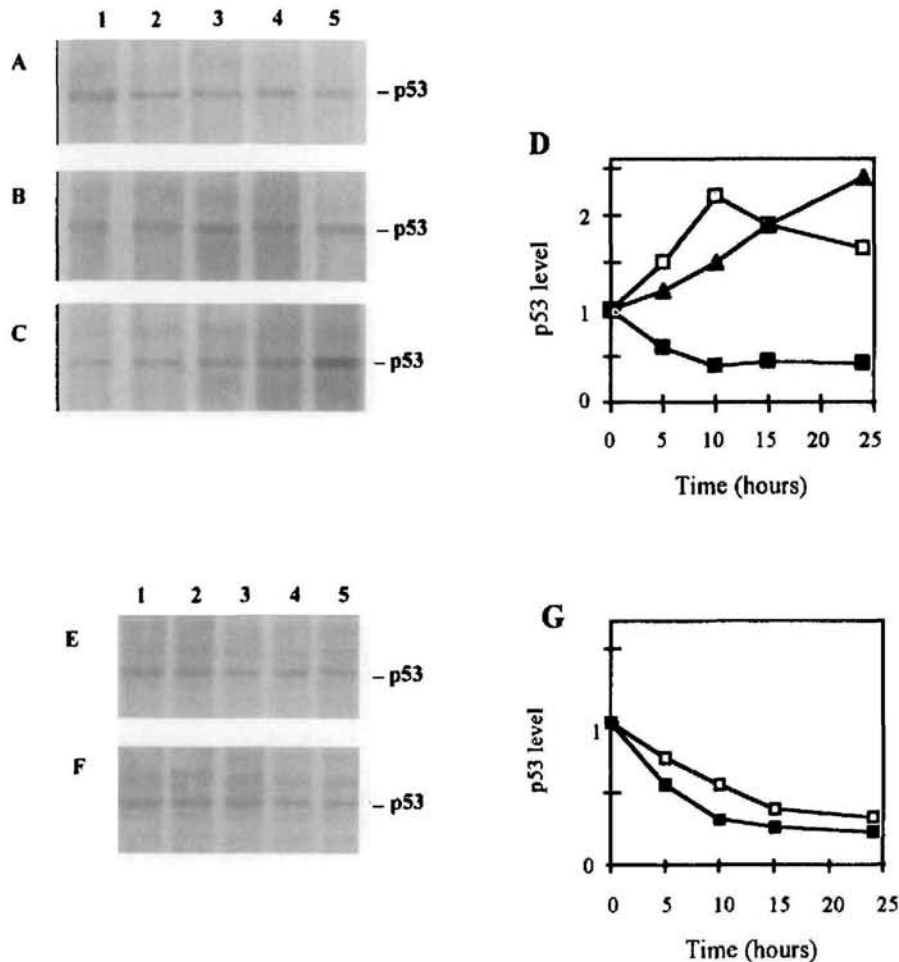 1 2 3 4 5
A
– p53
B
– p53
C
– p53
D
p53 level
2
1
0
0 5 10 15 20 25
Time (hours)
1 2 3 4 5
E
– p53
F
– p53
G
p53 level
1
0
0 5 10 15 20 25
Time (hours)